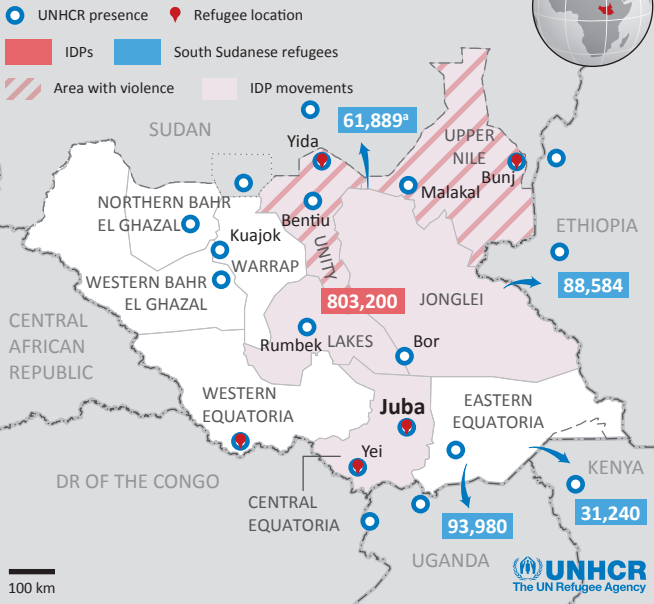 UNHCR presence
Refugee location
IDPs
South Sudanese refugees
Area with violence
IDP movements
SUDAN
61,889ᵃ
Yida
UPPER
NILE
Bunj
Malakal
NORTHERN BAHR
EL GHAZAL
Bentiu
ETHIOPIA
Kuajok
UNITY
WARRAP
WESTERN BAHR
EL GHAZAL
88,584
803,200
JONGLEI
CENTRAL
AFRICAN
REPUBLIC
Rumbek
LAKES
Bor
WESTERN
EQUATORIA
Juba
EASTERN
EQUATORIA
Yei
KENYA
DR OF THE CONGO
CENTRAL
EQUATORIA
93,980
31,240
UGANDA
100 km
UNHCR
The UN Refugee Agency